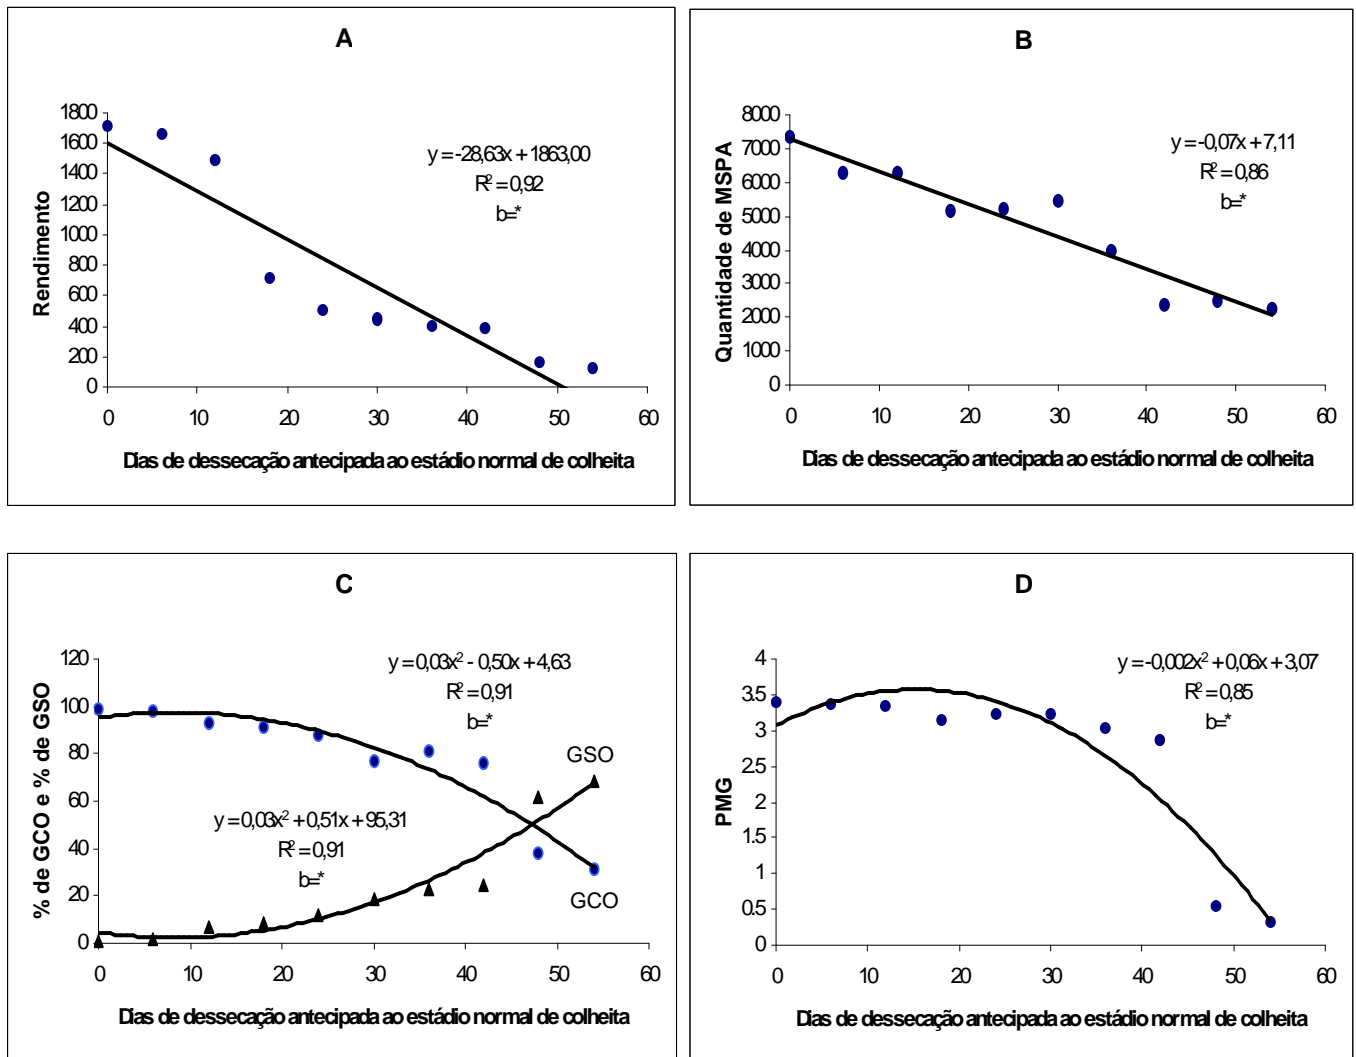 A
Rendimento
1800
1600
1400
1200
1000
800
600
400
200
0
y = -28,63x + 1863,00
R² = 0,92
b=*
0 10 20 30 40 50 60
Dias de dessecação antecipada ao estádio normal de colheita
B
Quantidade de MSPA
8000
7000
6000
5000
4000
3000
2000
1000
0
y = -0,07x + 7,11
R² = 0,86
b=*
0 10 20 30 40 50 60
Dias de dessecação antecipada ao estádio normal de colheita
C
% de GCO e % de GSO
120
100
80
60
40
20
0
y = 0,03x² - 0,50x + 4,63
R² = 0,91
b=*
GSO
y = 0,03x² + 0,51x + 95,31
R² = 0,91
b=*
GCO
0 10 20 30 40 50 60
Dias de dessecação antecipada ao estádio normal de colheita
D
PMG
4
3.5
3
2.5
2
1.5
1
0.5
0
y = -0,002x² + 0,06x + 3,07
R² = 0,85
b=*
0 10 20 30 40 50 60
Dias de dessecação antecipada ao estádio normal de colheita